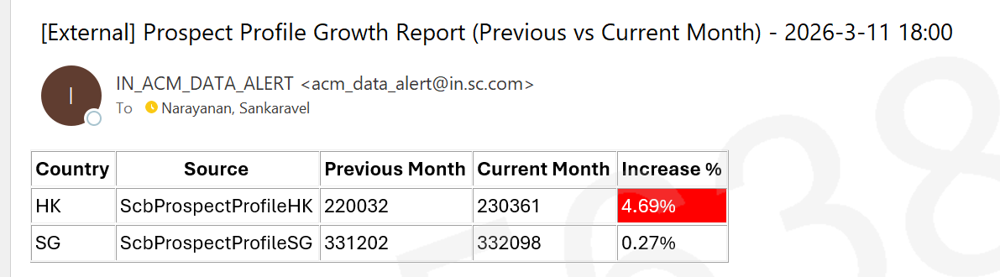 [External] Prospect Profile Growth Report (Previous vs Current Month) - 2026-3-11 18:00
I
IN_ACM_DATA_ALERT <acm_data_alert@in.sc.com>
To Narayanan, Sankaravel
Country Source Previous Month Current Month Increase %
HK ScbProspectProfileHK 220032 230361 4.69%
SG ScbProspectProfileSG 331202 332098 0.27%